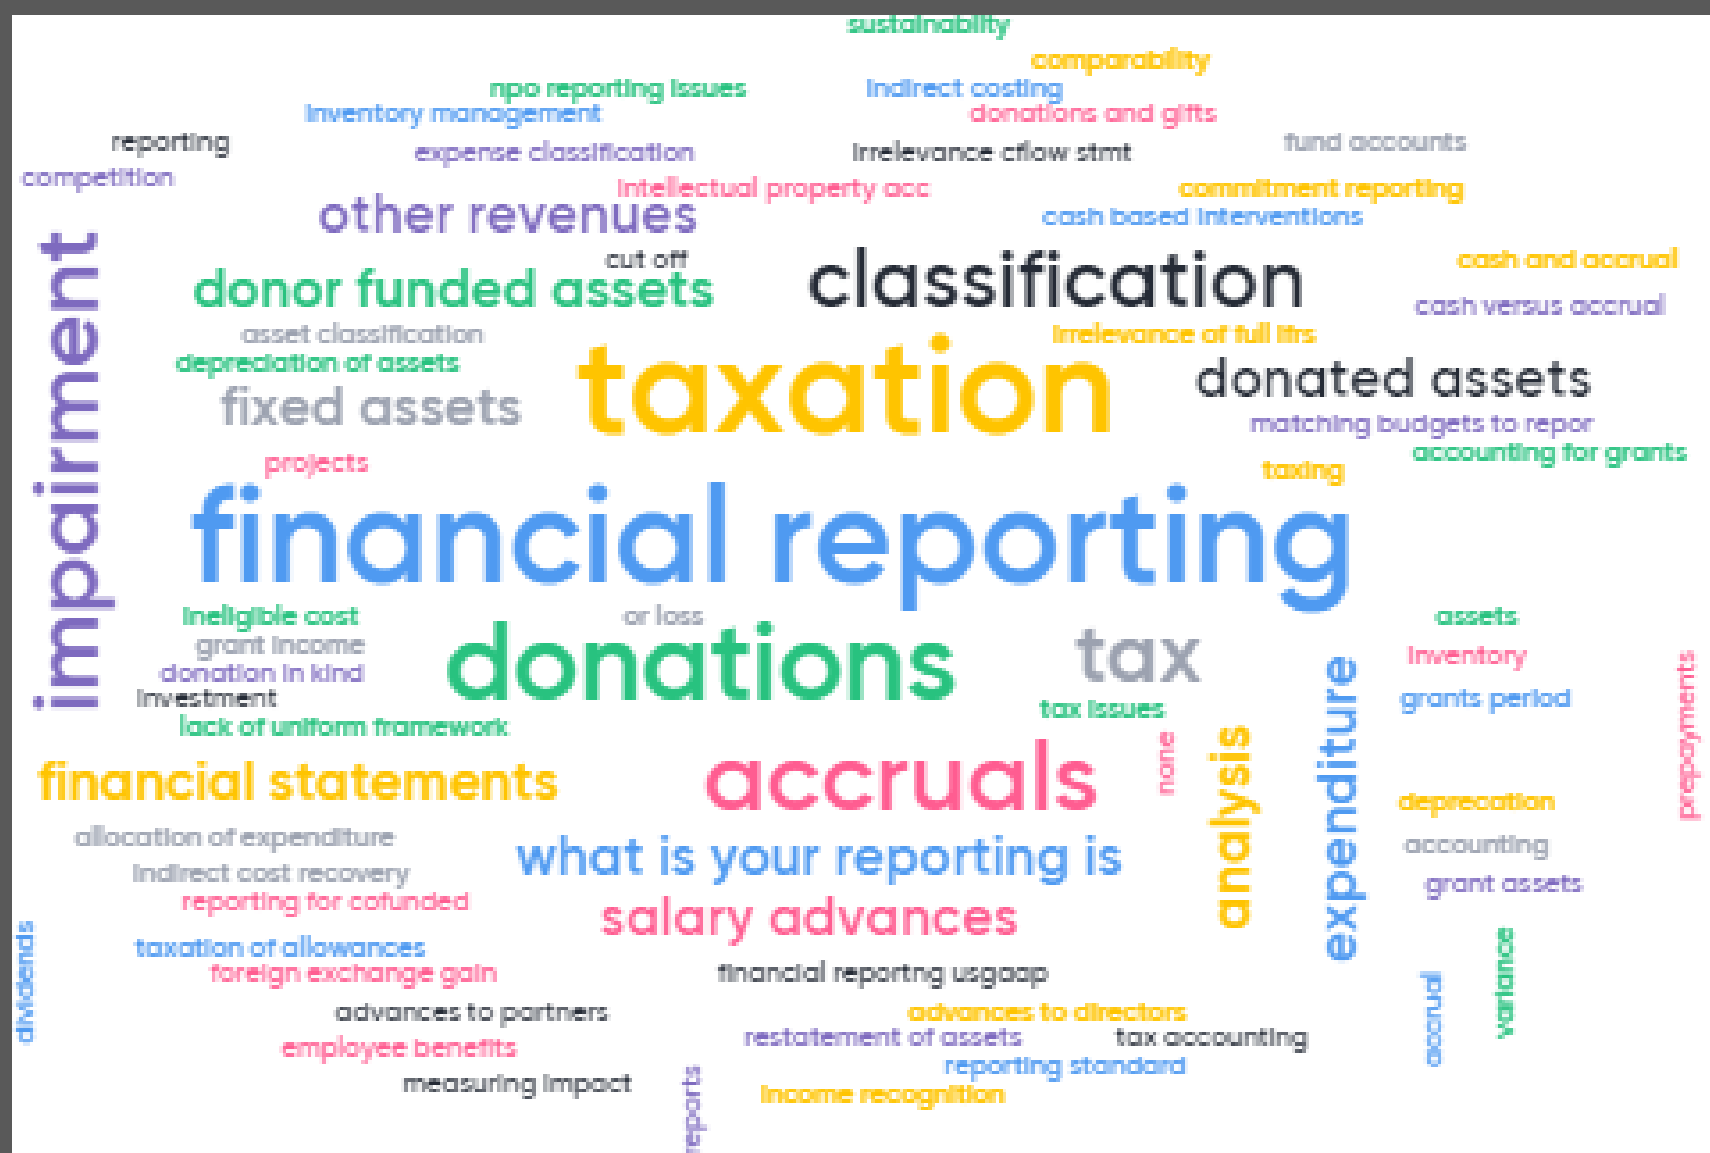 sustainability
comparability
npo reporting issues
indirect costing
inventory management
donations and gifts
reporting
fund accounts
expense classification
irrelevance cflow stmt
competition
intellectual property acc
commitment reporting
other revenues
cash based interventions
impairment
cut off
classification
cash and accrual
donor funded assets
cash versus accrual
asset classification
irrelevance of full ifrs
depreciation of assets
taxation
donated assets
fixed assets
matching budgets to repor
accounting for grants
projects
taxing
financial reporting
ineligible cost
or loss
assets
grant income
donations
tax
inventory
donation in kind
investment
grants period
prepayments
lack of uniform framework
tax issues
none
analysis
expenditure
financial statements
accruals
deprecation
allocation of expenditure
what is your reporting is
accounting
indirect cost recovery
grant assets
reporting for cofunded
salary advances
dividends
taxation of allowances
variance
foreign exchange gain
financial reportng usgaap
accrual
advances to partners
advances to directors
employee benefits
restatement of assets
tax accounting
reporting standard
measuring impact
reports
income recognition